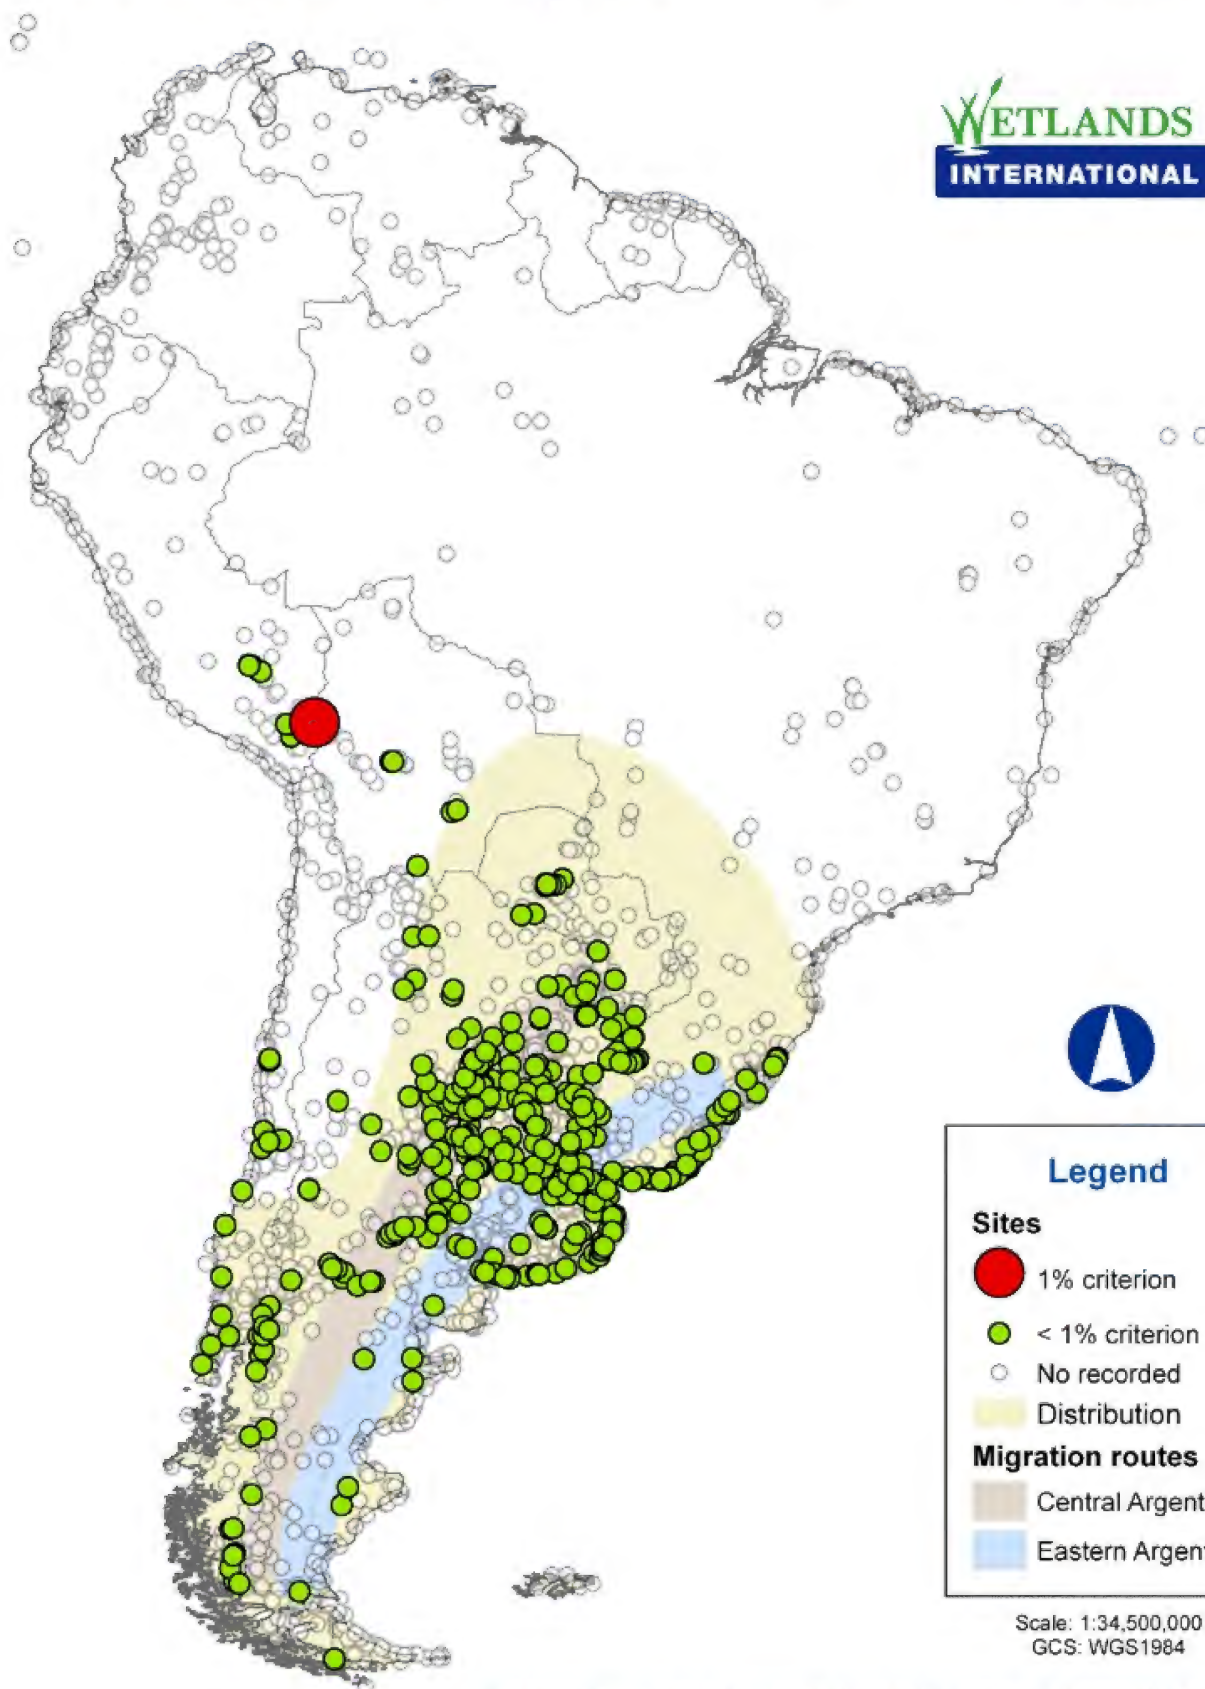 WETLANDS
INTERNATIONAL
Legend
Sites
1% criterion
< 1% criterion
No recorded
Distribution
Migration routes
Central Argent
Eastern Argen
Scale: 1:34,500,000
GCS: WGS1984